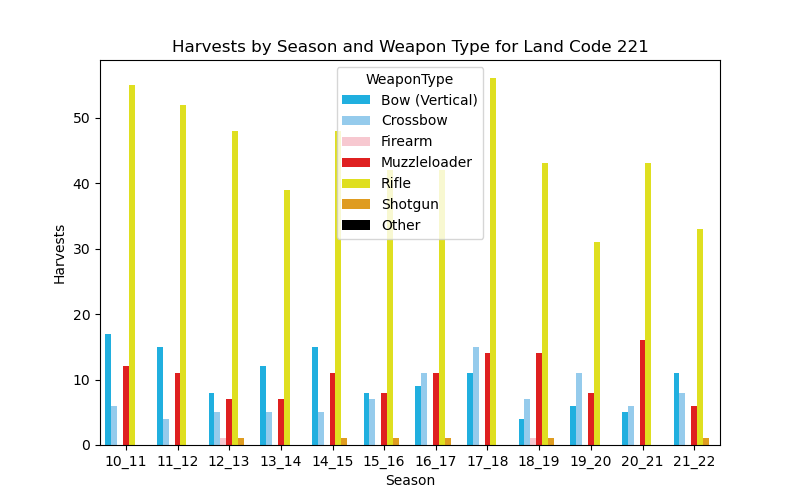 Harvests by Season and Weapon Type for Land Code 221
WeaponType
Bow (Vertical)
Crossbow
Firearm
Muzzleloader
Rifle
Shotgun
Other
Harvests
50
40
30
20
10
0
10_11 11_12 12_13 13_14 14_15 15_16 16_17 17_18 18_19 19_20 20_21 21_22
Season